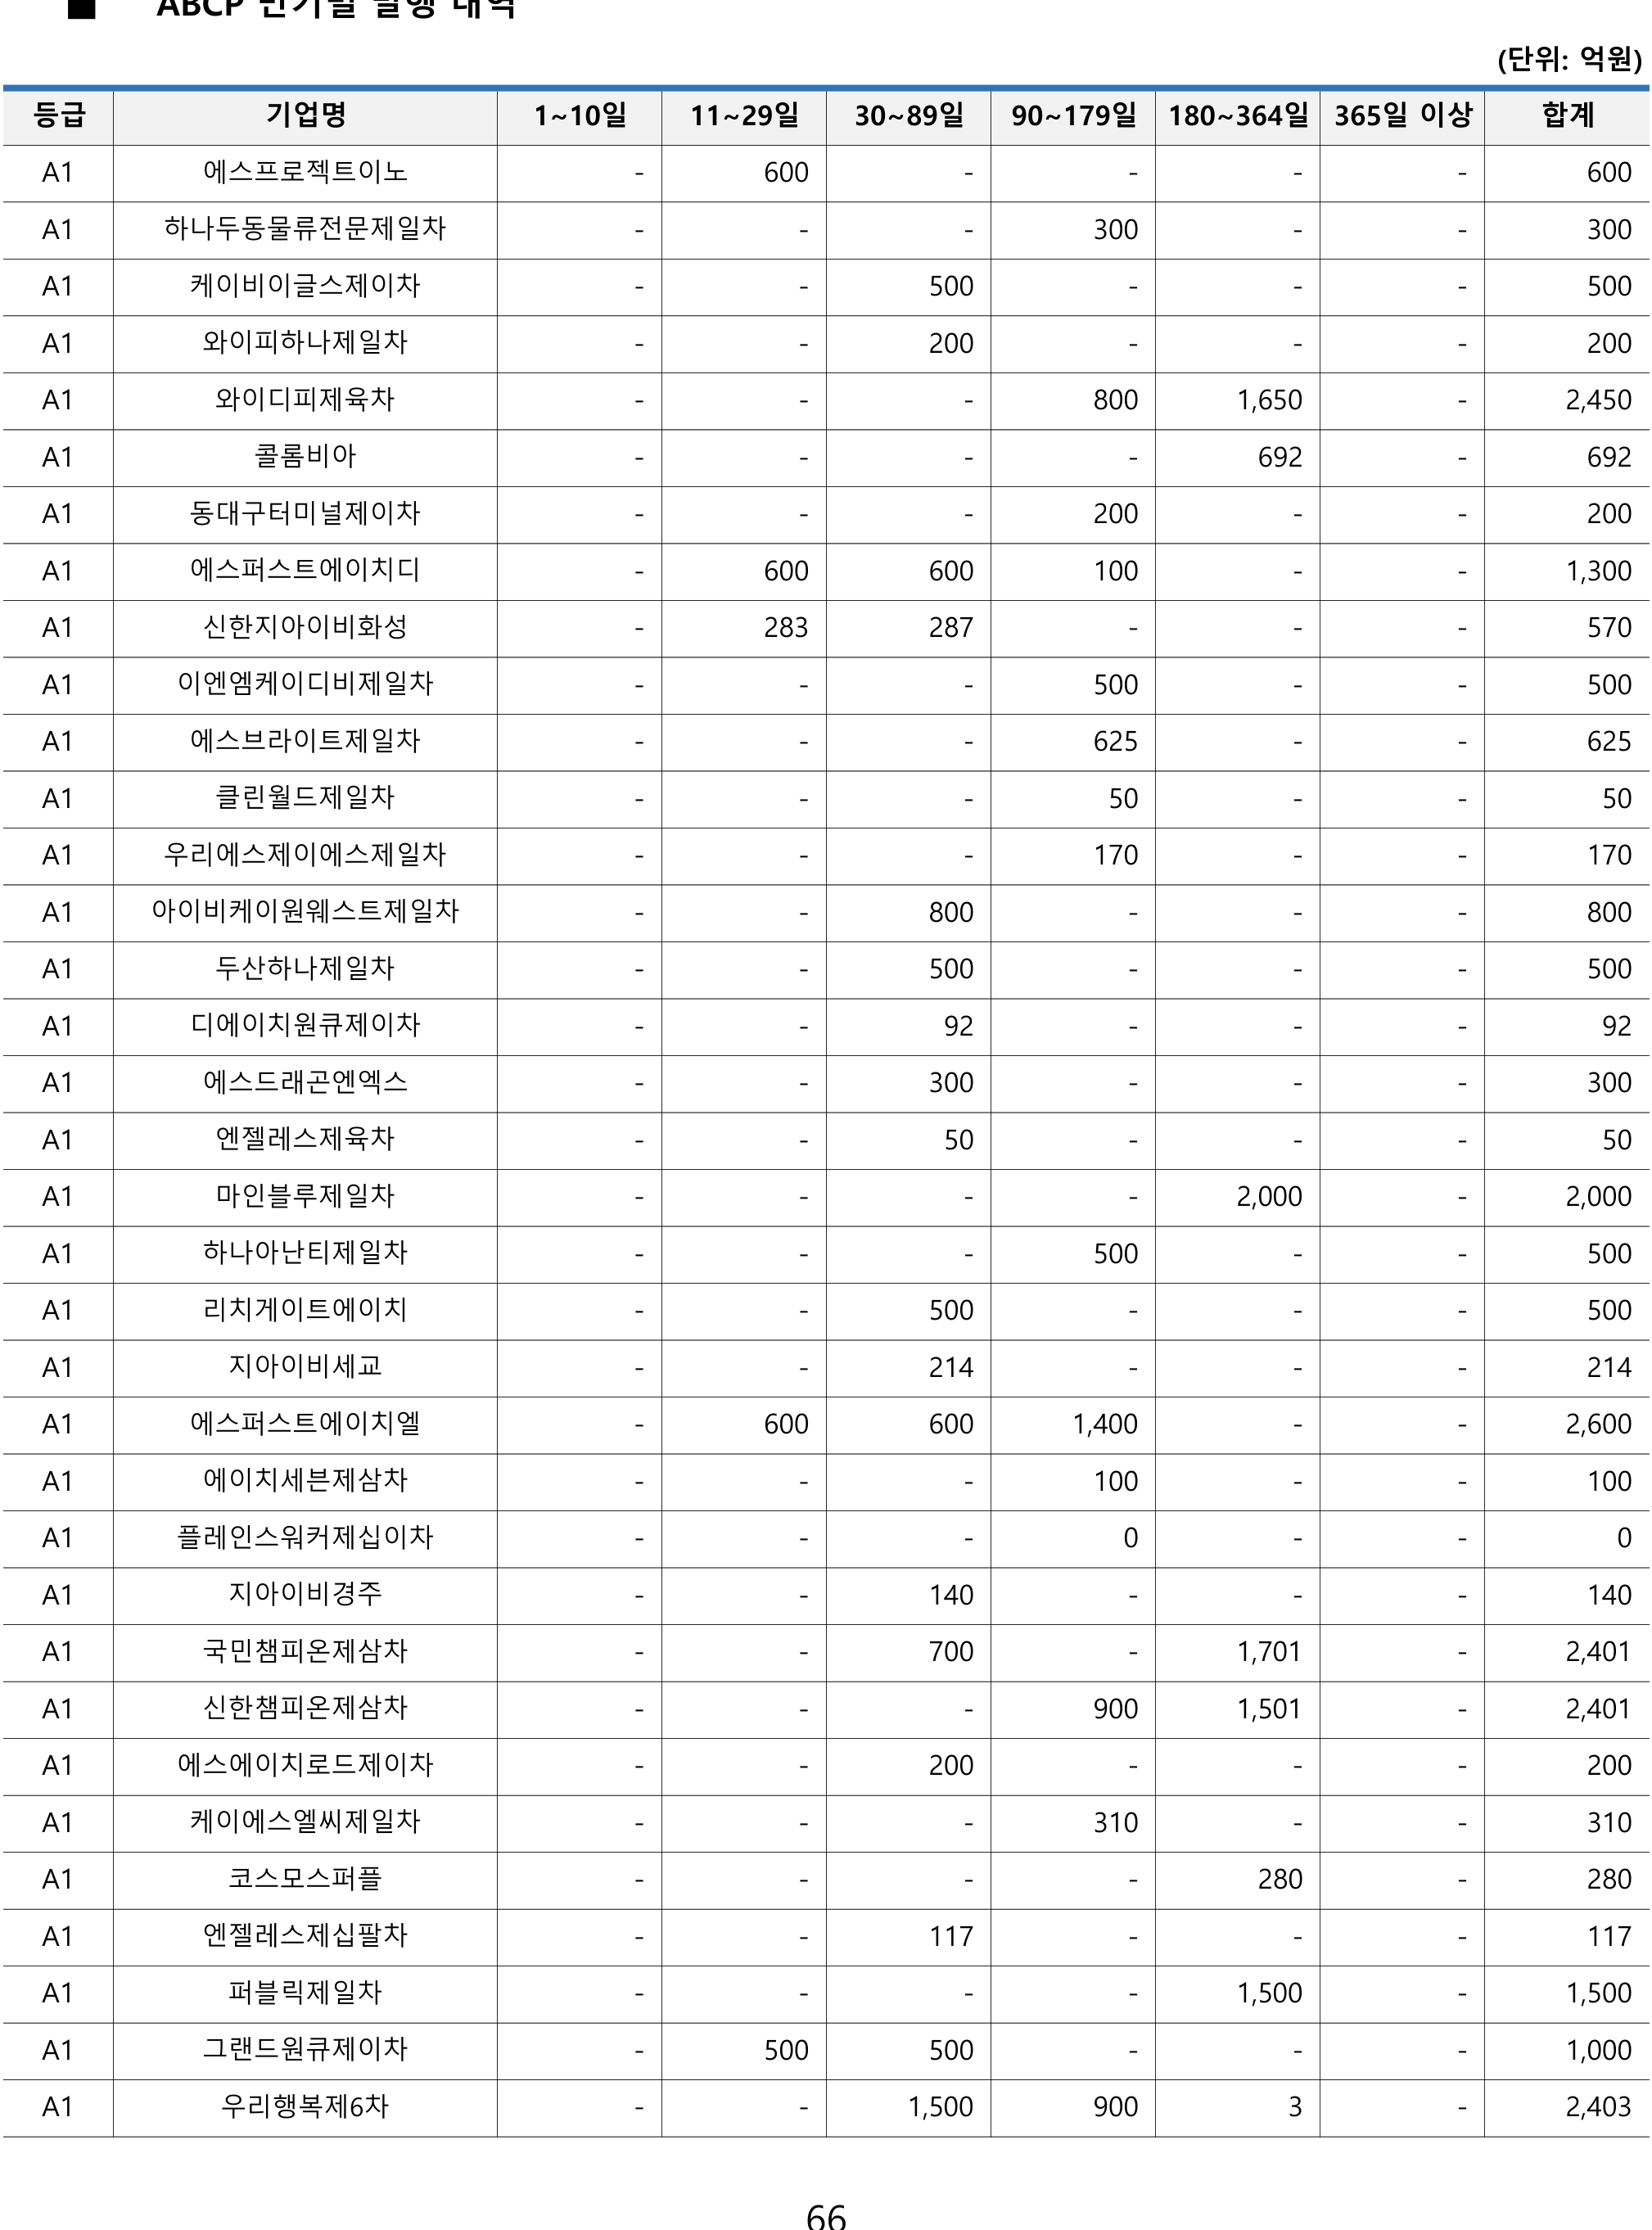 ■ ABCP 만기별 발행 내역
(단위: 억원)
등급 기업명 1~10일 11~29일 30~89일 90~179일 180~364일 365일 이상 합계
A1 에스프로젝트이노 - 600 - - - - 600
A1 하나두동물류전문제일차 - - - 300 - - 300
A1 케이비이글스제이차 - - 500 - - - 500
A1 와이피하나제일차 - - 200 - - - 200
A1 와이디피제육차 - - - 800 1,650 - 2,450
A1 콜롬비아 - - - - 692 - 692
A1 동대구터미널제이차 - - - 200 - - 200
A1 에스퍼스트에이치디 - 600 600 100 - - 1,300
A1 신한지아이비화성 - 283 287 - - - 570
A1 이엔엠케이디비제일차 - - - 500 - - 500
A1 에스브라이트제일차 - - - 625 - - 625
A1 클린월드제일차 - - - 50 - - 50
A1 우리에스제이에스제일차 - - - 170 - - 170
A1 아이비케이원웨스트제일차 - - 800 - - - 800
A1 두산하나제일차 - - 500 - - - 500
A1 디에이치원큐제이차 - - 92 - - - 92
A1 에스드래곤엔엑스 - - 300 - - - 300
A1 엔젤레스제육차 - - 50 - - - 50
A1 마인블루제일차 - - - - 2,000 - 2,000
A1 하나아난티제일차 - - - 500 - - 500
A1 리치게이트에이치 - - 500 - - - 500
A1 지아이비세교 - - 214 - - - 214
A1 에스퍼스트에이치엘 - 600 600 1,400 - - 2,600
A1 에이치세븐제삼차 - - - 100 - - 100
A1 플레인스워커제십이차 - - - 0 - - 0
A1 지아이비경주 - - 140 - - - 140
A1 국민챔피온제삼차 - - 700 - 1,701 - 2,401
A1 신한챔피온제삼차 - - - 900 1,501 - 2,401
A1 에스에이치로드제이차 - - 200 - - - 200
A1 케이에스엘씨제일차 - - - 310 - - 310
A1 코스모스퍼플 - - - - 280 - 280
A1 엔젤레스제십팔차 - - 117 - - - 117
A1 퍼블릭제일차 - - - - 1,500 - 1,500
A1 그랜드원큐제이차 - 500 500 - - - 1,000
A1 우리행복제6차 - - 1,500 900 3 - 2,403
66